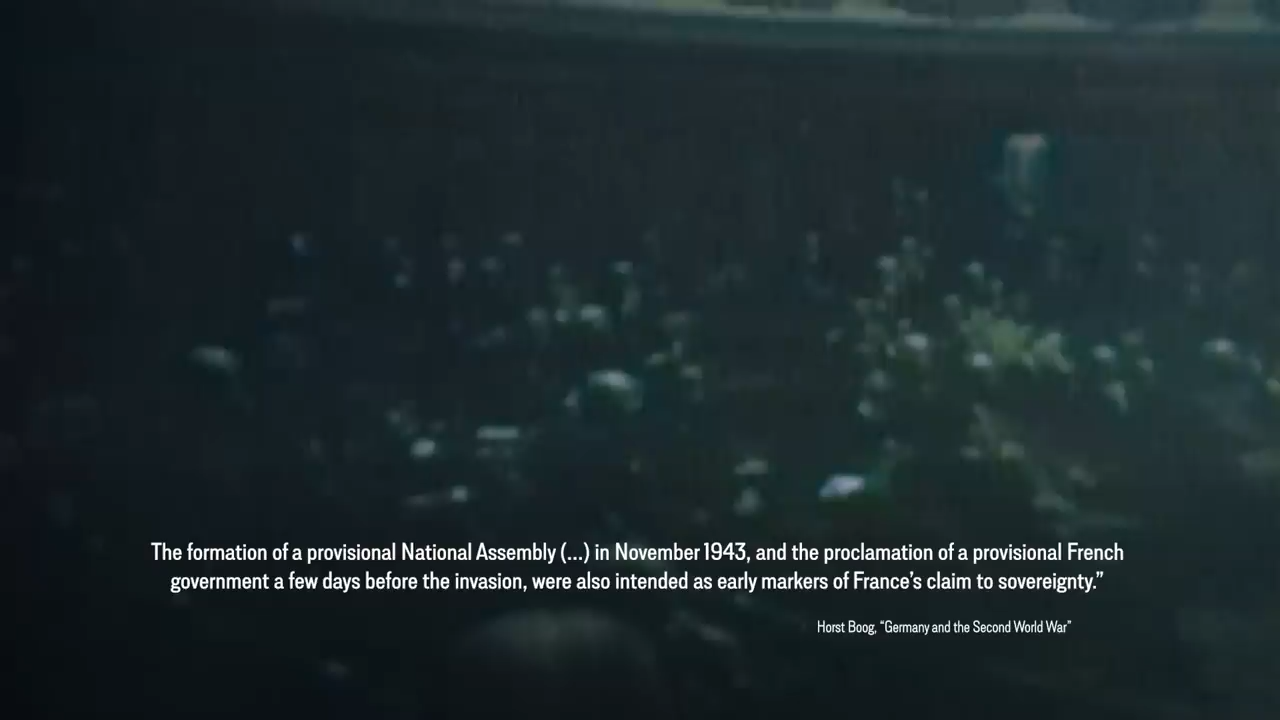 The formation of a provisional National Assembly (...) in November 1943, and the proclamation of a provisional French
government a few days before the invasion, were also intended as early markers of France’s claim to sovereignty.”
Horst Boog, “Germany and the Second World War”